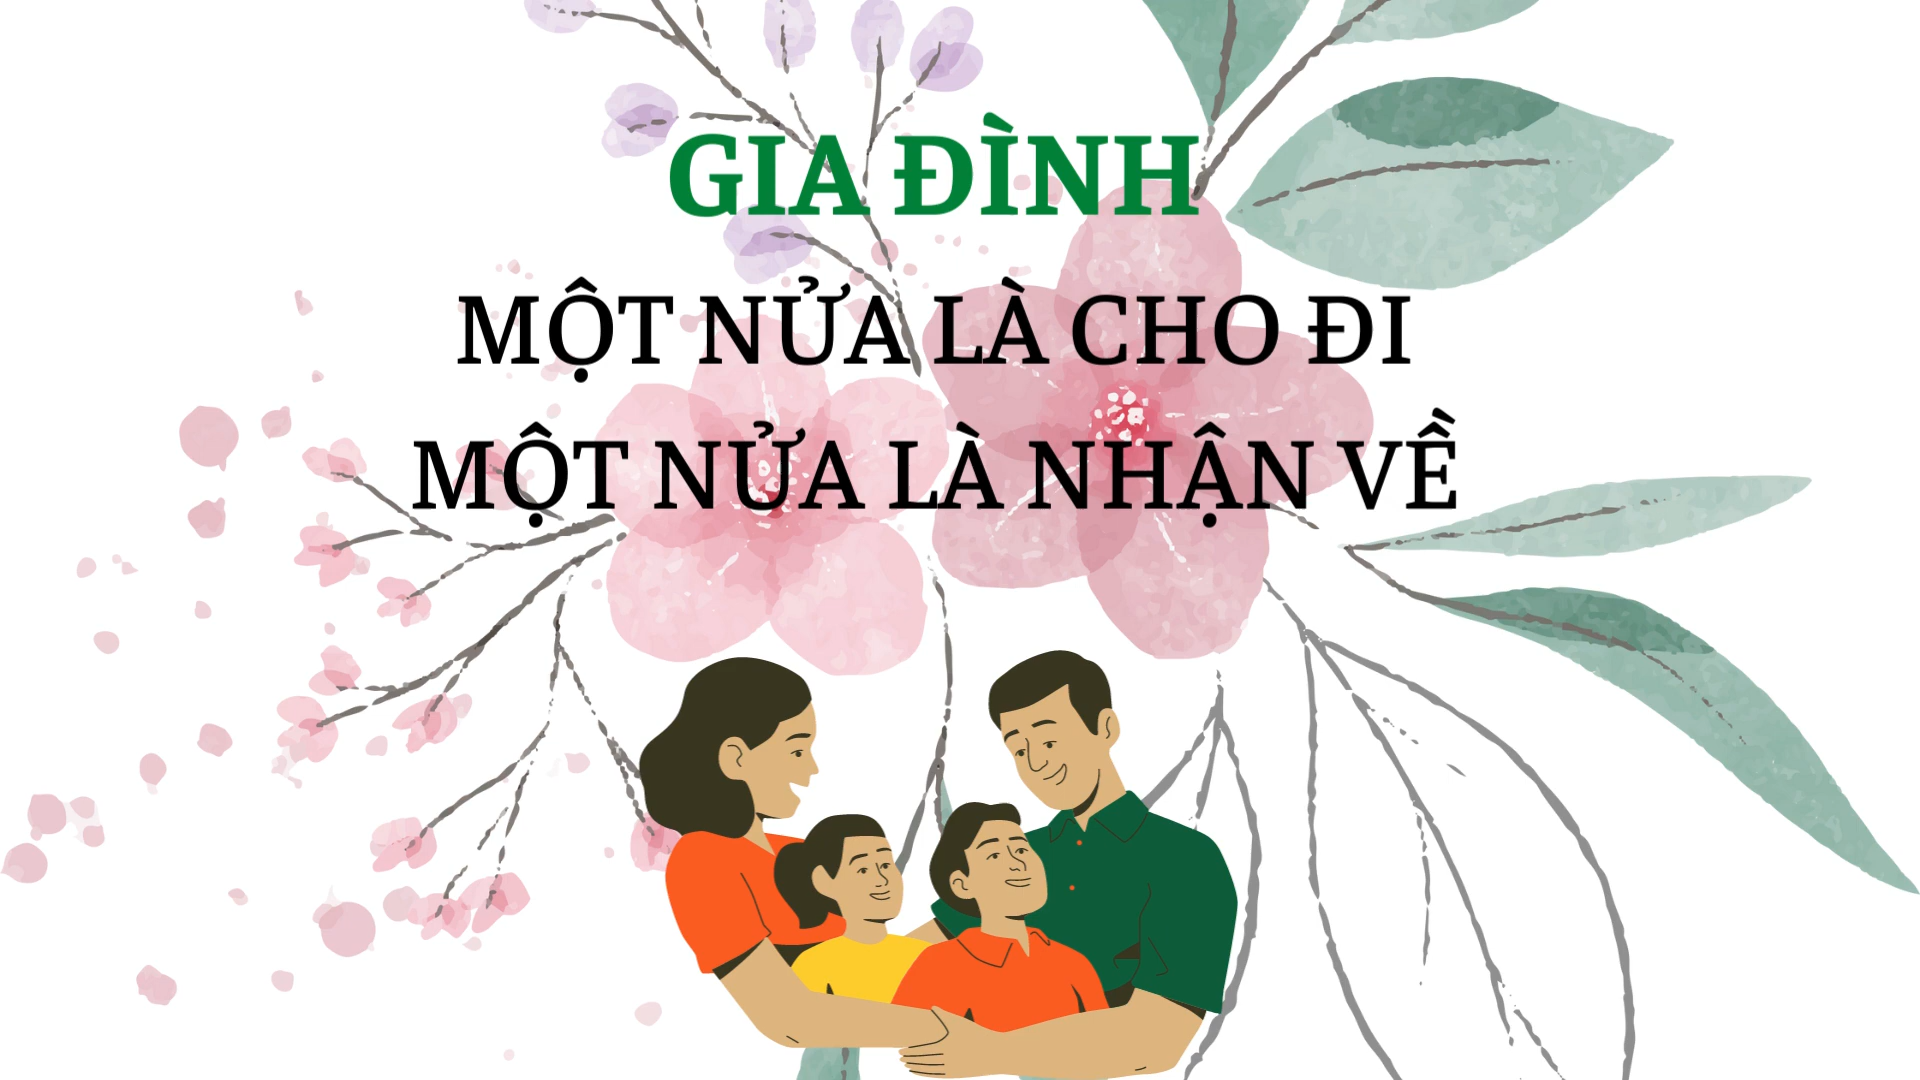 GIA ĐÌNH
MỘT NỬA LÀ CHO ĐI
MỘT NỬA LÀ NHẬN VỀ